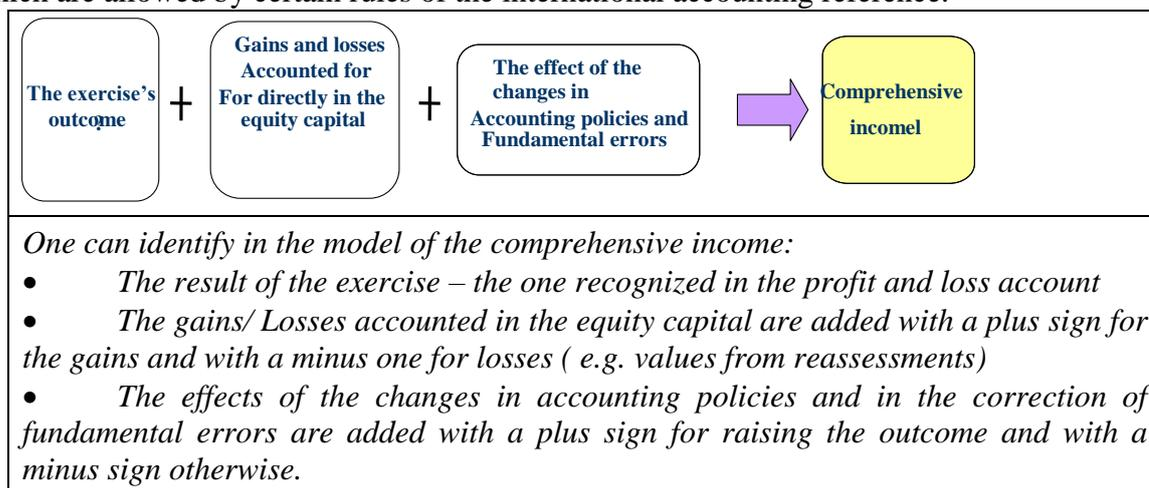 which are allowed by certain rules of the international accounting reference.
The exercise's
outcome
+
Gains and losses
Accounted for
For directly in the
equity capital
+
The effect of the
changes in
Accounting policies and
Fundamental errors
Comprehensive
incomel
One can identify in the model of the comprehensive income:
• The result of the exercise – the one recognized in the profit and loss account
• The gains/ Losses accounted in the equity capital are added with a plus sign for
the gains and with a minus one for losses ( e.g. values from reassessments)
• The effects of the changes in accounting policies and in the correction of
fundamental errors are added with a plus sign for raising the outcome and with a
minus sign otherwise.